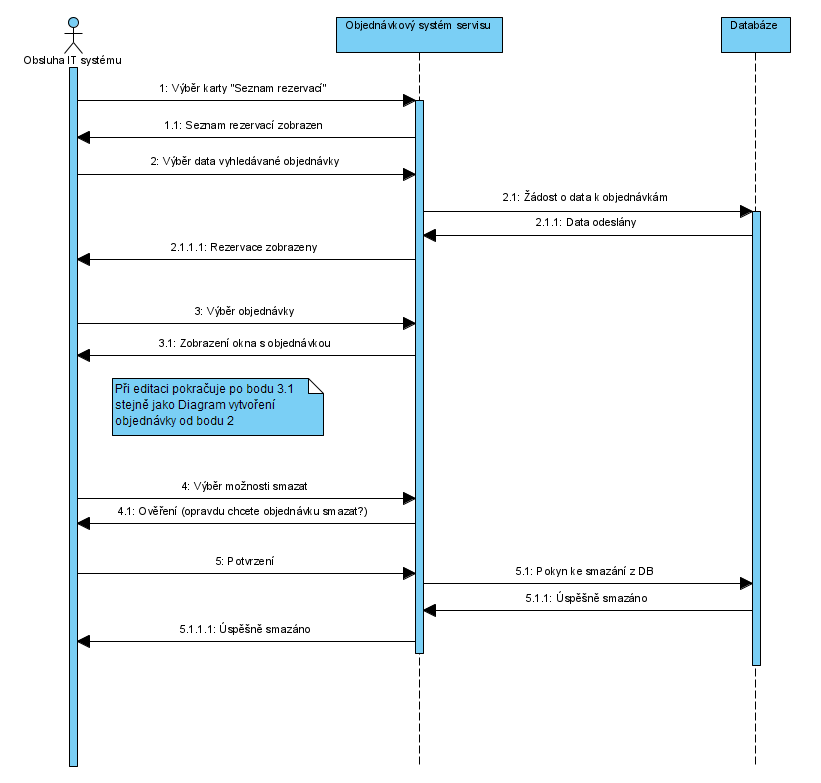 Objednávkový systém servisu
Databáze
Obsluha IT systému
1: Výběr karty "Seznam rezervací"
1.1: Seznam rezervací zobrazen
2: Výběr data vyhledávané objednávky
2.1: Žádost o data k objednávkám
2.1.1: Data odeslány
2.1.1.1: Rezervace zobrazeny
3: Výběr objednávky
3.1: Zobrazení okna s objednávkou
Při editaci pokračuje po bodu 3.1
stejně jako Diagram vytvoření
objednávky od bodu 2
4: Výběr možnosti smazat
4.1: Ověření (opravdu chcete objednávku smazat?)
5: Potvrzení
5.1: Pokyn ke smazání z DB
5.1.1: Úspěšně smazáno
5.1.1.1: Úspěšně smazáno